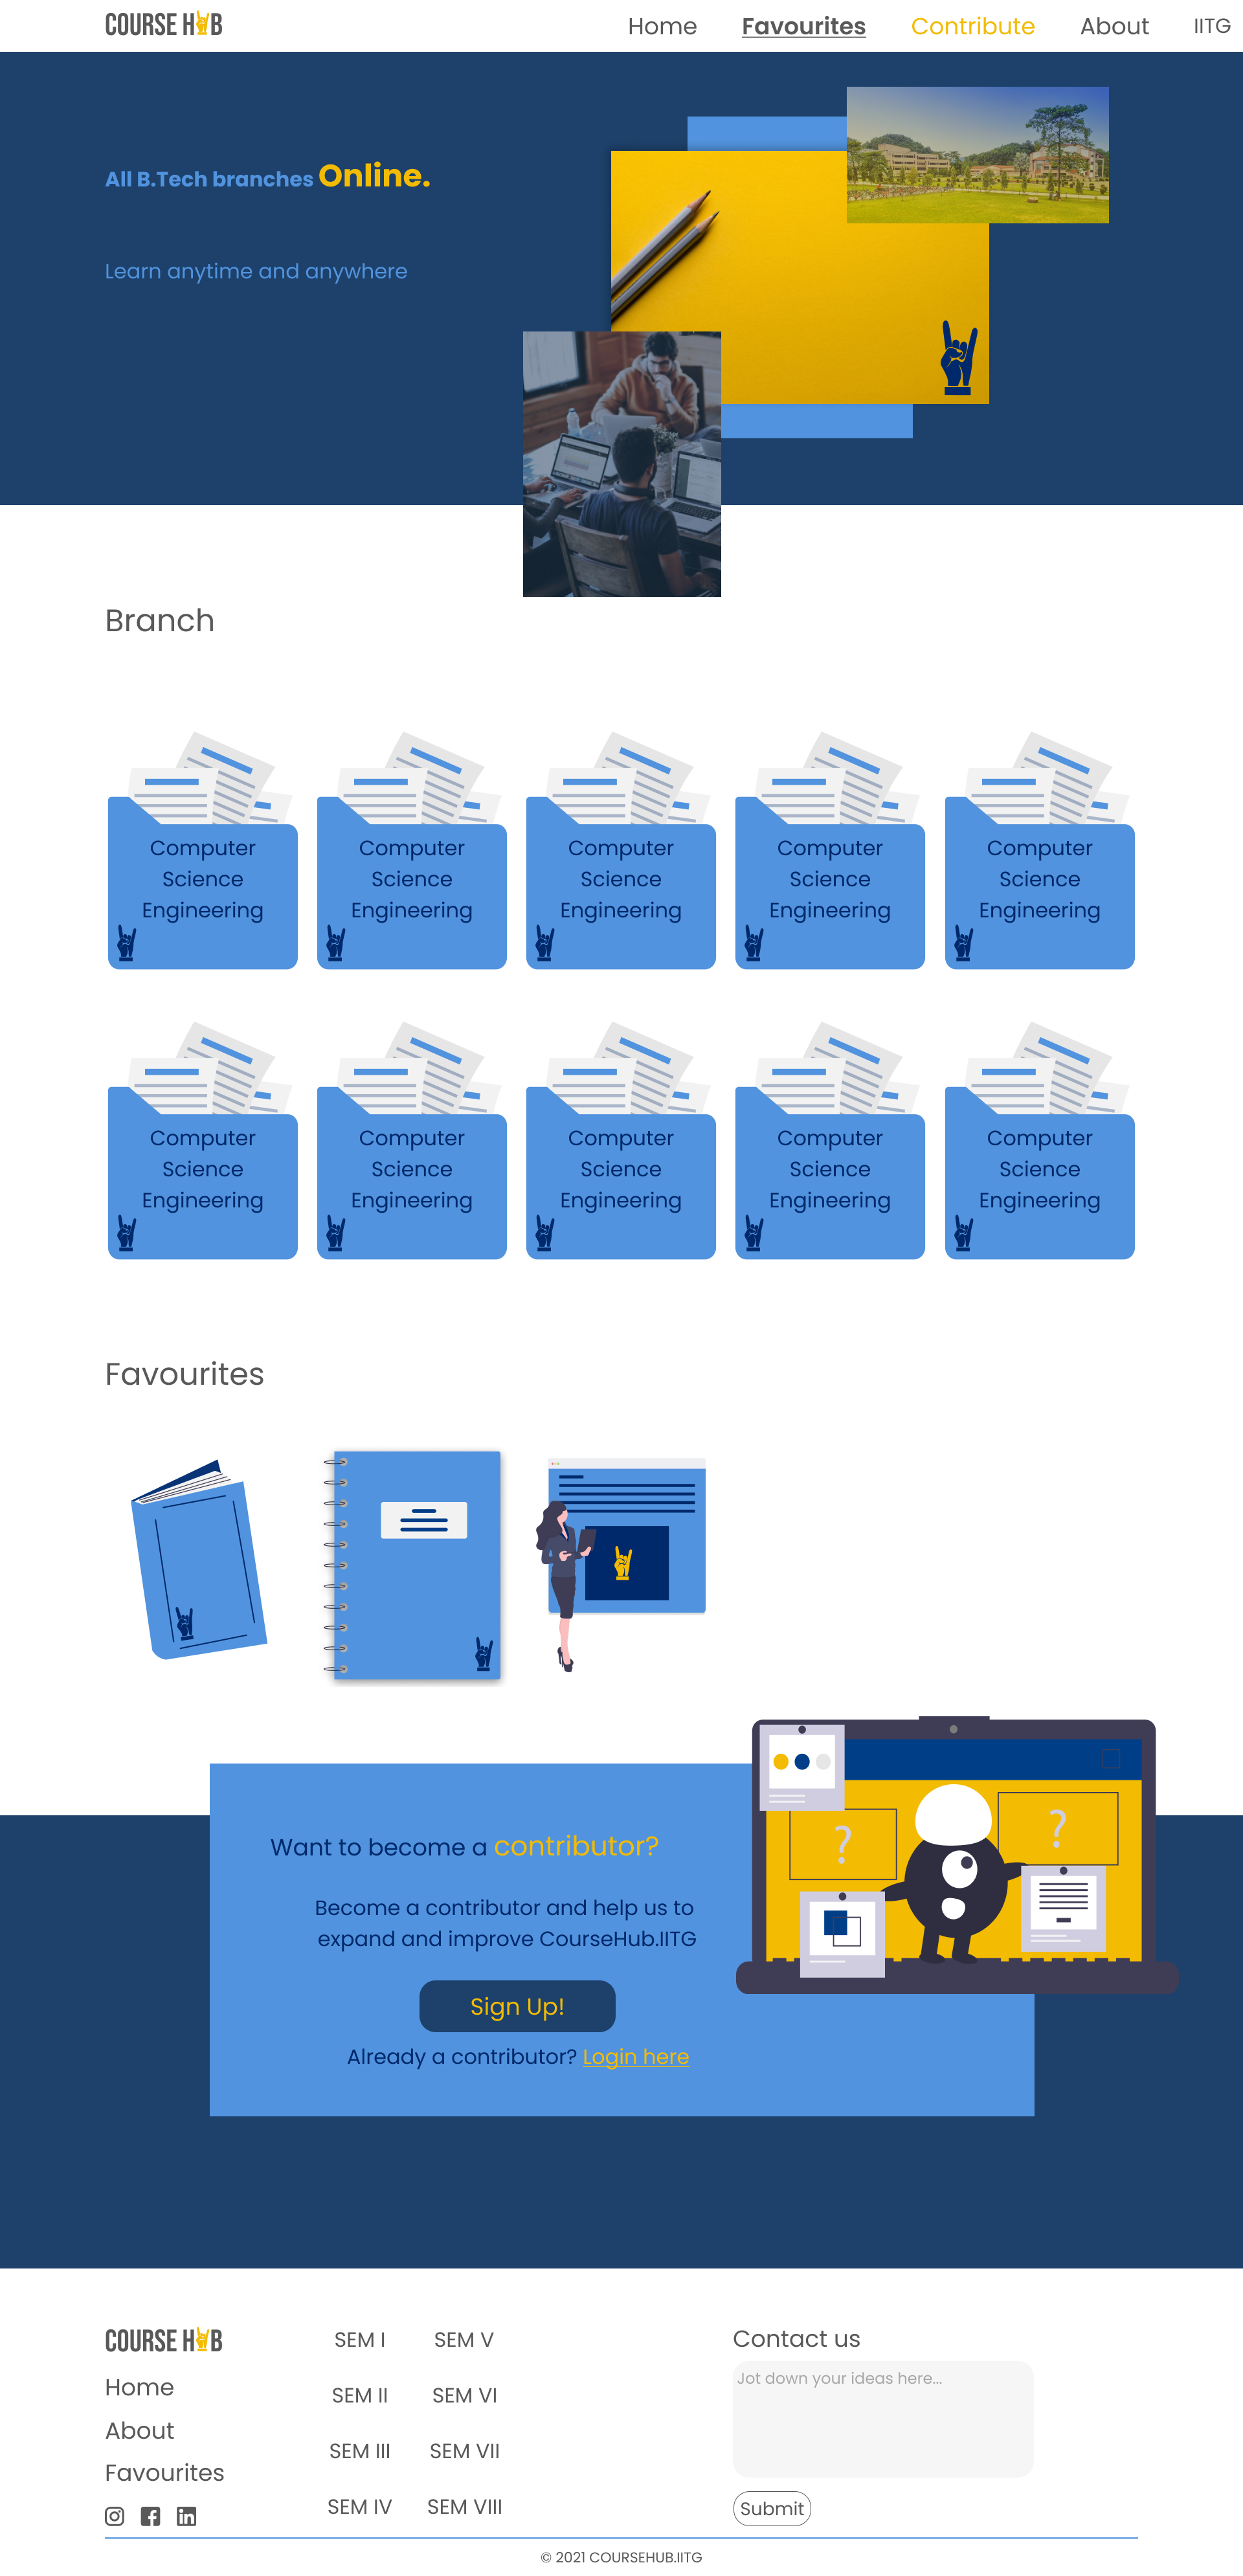 COURSE HUB
Home Favourites Contribute About IITG
All B.Tech branches Online.
Learn anytime and anywhere
Branch
Computer
Science
Engineering
Computer
Science
Engineering
Computer
Science
Engineering
Computer
Science
Engineering
Computer
Science
Engineering
Computer
Science
Engineering
Computer
Science
Engineering
Computer
Science
Engineering
Computer
Science
Engineering
Computer
Science
Engineering
Favourites
? ?
Want to become a contributor?
Become a contributor and help us to
expand and improve CourseHub.IITG
Sign Up!
Already a contributor? Login here
COURSE HUB
Home
About
Favourites
SEM I
SEM II
SEM III
SEM IV
SEM V
SEM VI
SEM VII
SEM VIII
Contact us
Jot down your ideas here...
Submit
© 2021 COURSEHUB.IITG